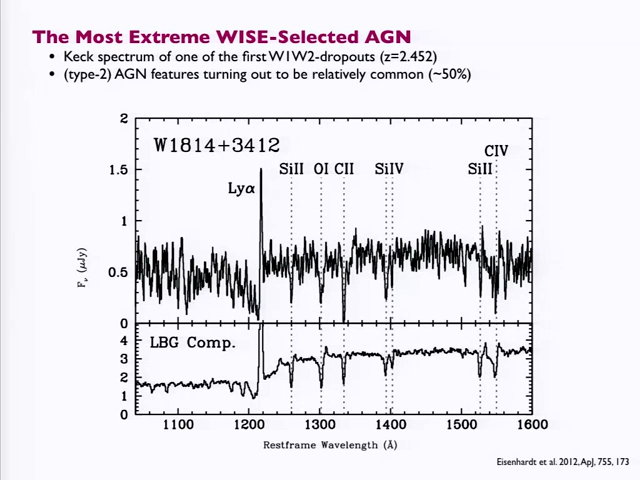 The Most Extreme WISE-Selected AGN
• Keck spectrum of one of the first W1W2-dropouts (z=2.452)
• (type-2) AGN features turning out to be relatively common (~50%)
2
W1814+3412
CIV
1.5
SiII OI CII SiIV SiII
Lyα
1
Fν (μJy)
0.5
0
4
LBG Comp.
3
2
1
0
1100 1200 1300 1400 1500 1600
Restframe Wavelength (Å)
Eisenhardt et al. 2012, ApJ, 755, 173